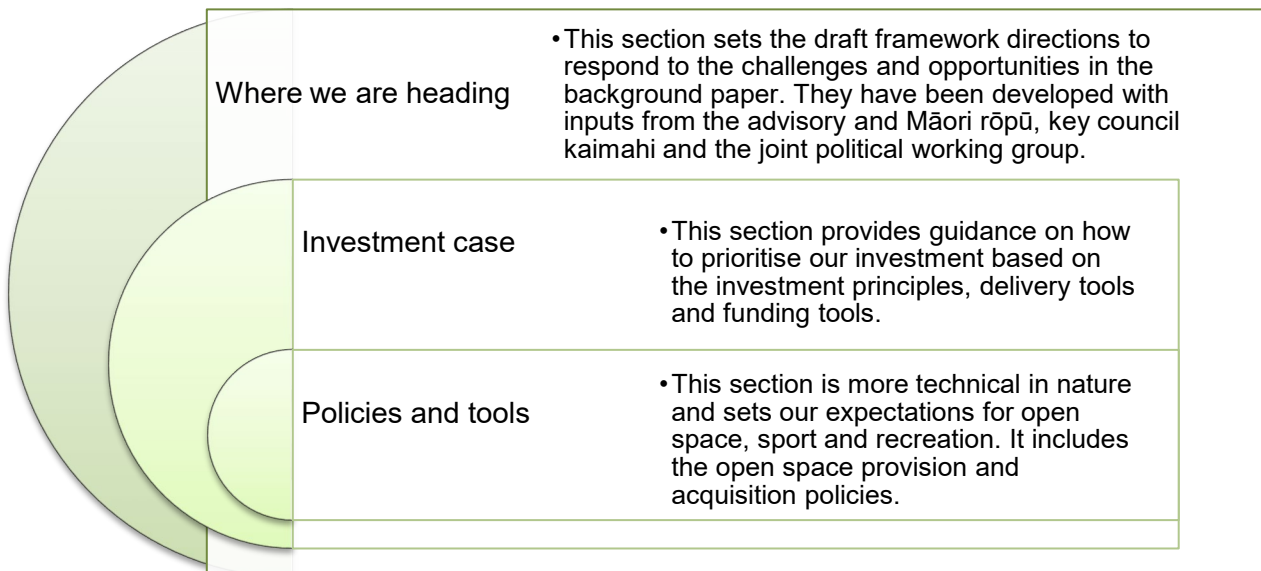 Where we are heading
•This section sets the draft framework directions to
respond to the challenges and opportunities in the
background paper. They have been developed with
inputs from the advisory and Māori rōpū, key council
kaimahi and the joint political working group.
Investment case
•This section provides guidance on how
to prioritise our investment based on
the investment principles, delivery tools
and funding tools.
Policies and tools
•This section is more technical in nature
and sets our expectations for open
space, sport and recreation. It includes
the open space provision and
acquisition policies.